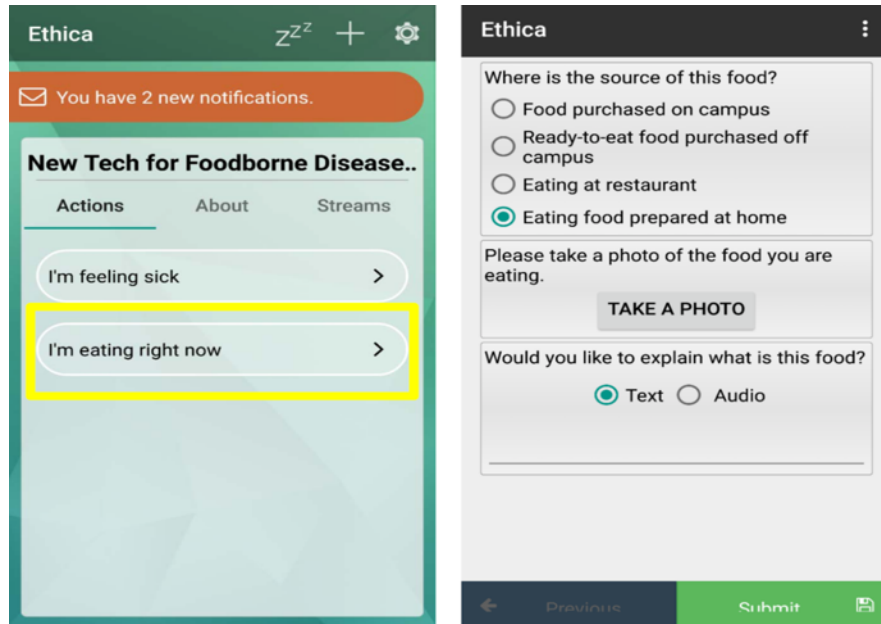 Ethica
zzz
You have 2 new notifications.
New Tech for Foodborne Disease..
Actions About Streams
I'm feeling sick
I'm eating right now
Ethica
Where is the source of this food?
Food purchased on campus
Ready-to-eat food purchased off
campus
Eating at restaurant
Eating food prepared at home
Please take a photo of the food you are
eating.
TAKE A PHOTO
Would you like to explain what is this food?
Text Audio
Previous Submit